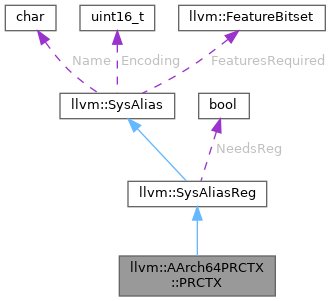 char
uint16_t
llvm::FeatureBitset
Name
Encoding
FeaturesRequired
llvm::SysAlias
bool
NeedsReg
llvm::SysAliasReg
llvm::AArch64PRCTX
::PRCTX